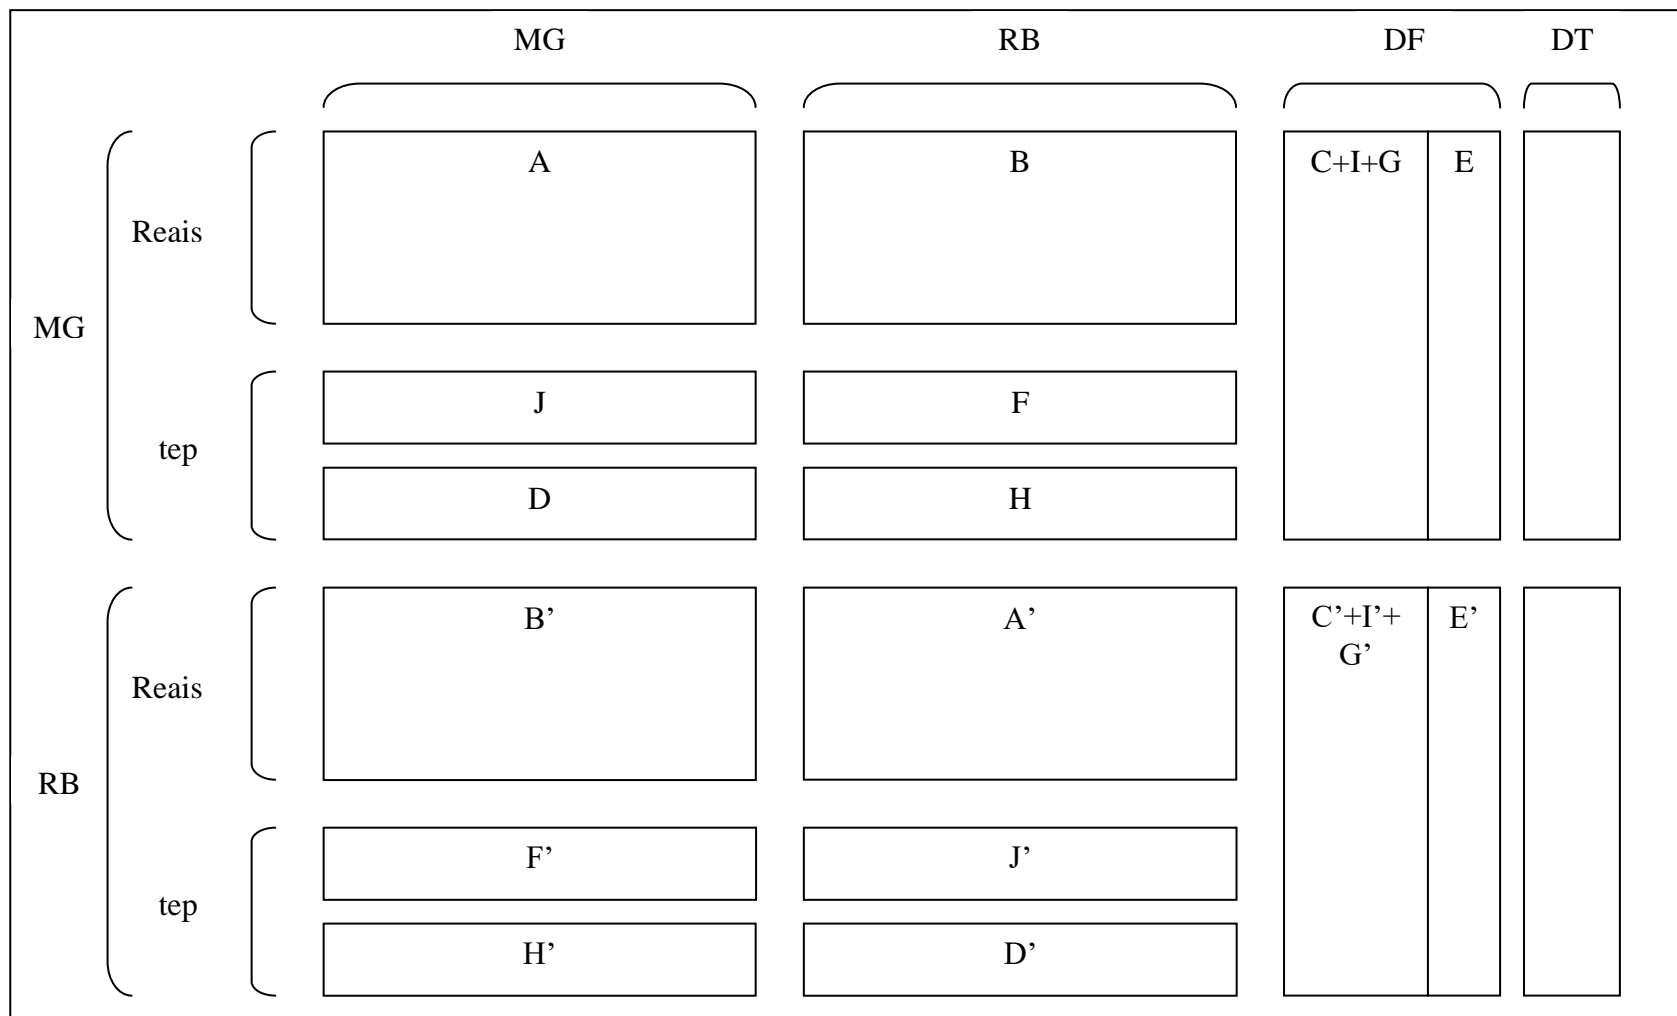 MG RB DF DT
A B C+I+G E
Reais
MG
J F
tep
D H
B’ A’ C’+I’+ E’
G’
Reais
RB
F’ J’
tep
H’ D’